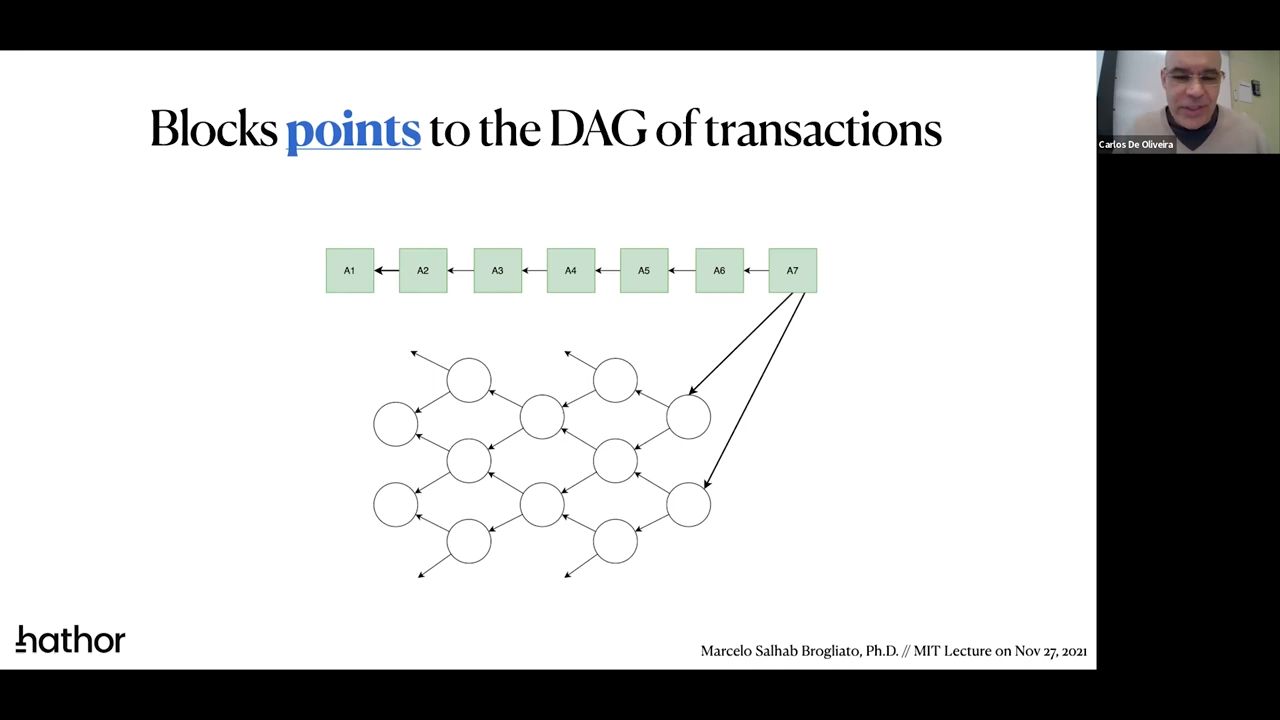 Blocks points to the DAG of transactions
Carlos De Oliveira
A1 A2 A3 A4 A5 A6 A7
hathor
Marcelo Salhab Brogliato, Ph.D. // MIT Lecture on Nov 27, 2021